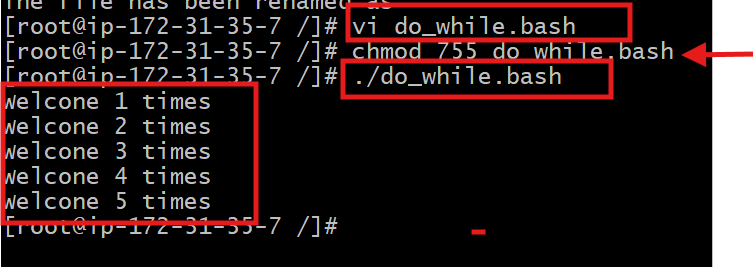 The file has been renamed as
[root@ip-172-31-35-7 /]# vi do_while.bash
[root@ip-172-31-35-7 /]# chmod 755 do_while.bash
[root@ip-172-31-35-7 /]# ./do_while.bash
Welcone 1 times
Welcone 2 times
Welcone 3 times
Welcone 4 times
Welcone 5 times
[root@ip-172-31-35-7 /]#